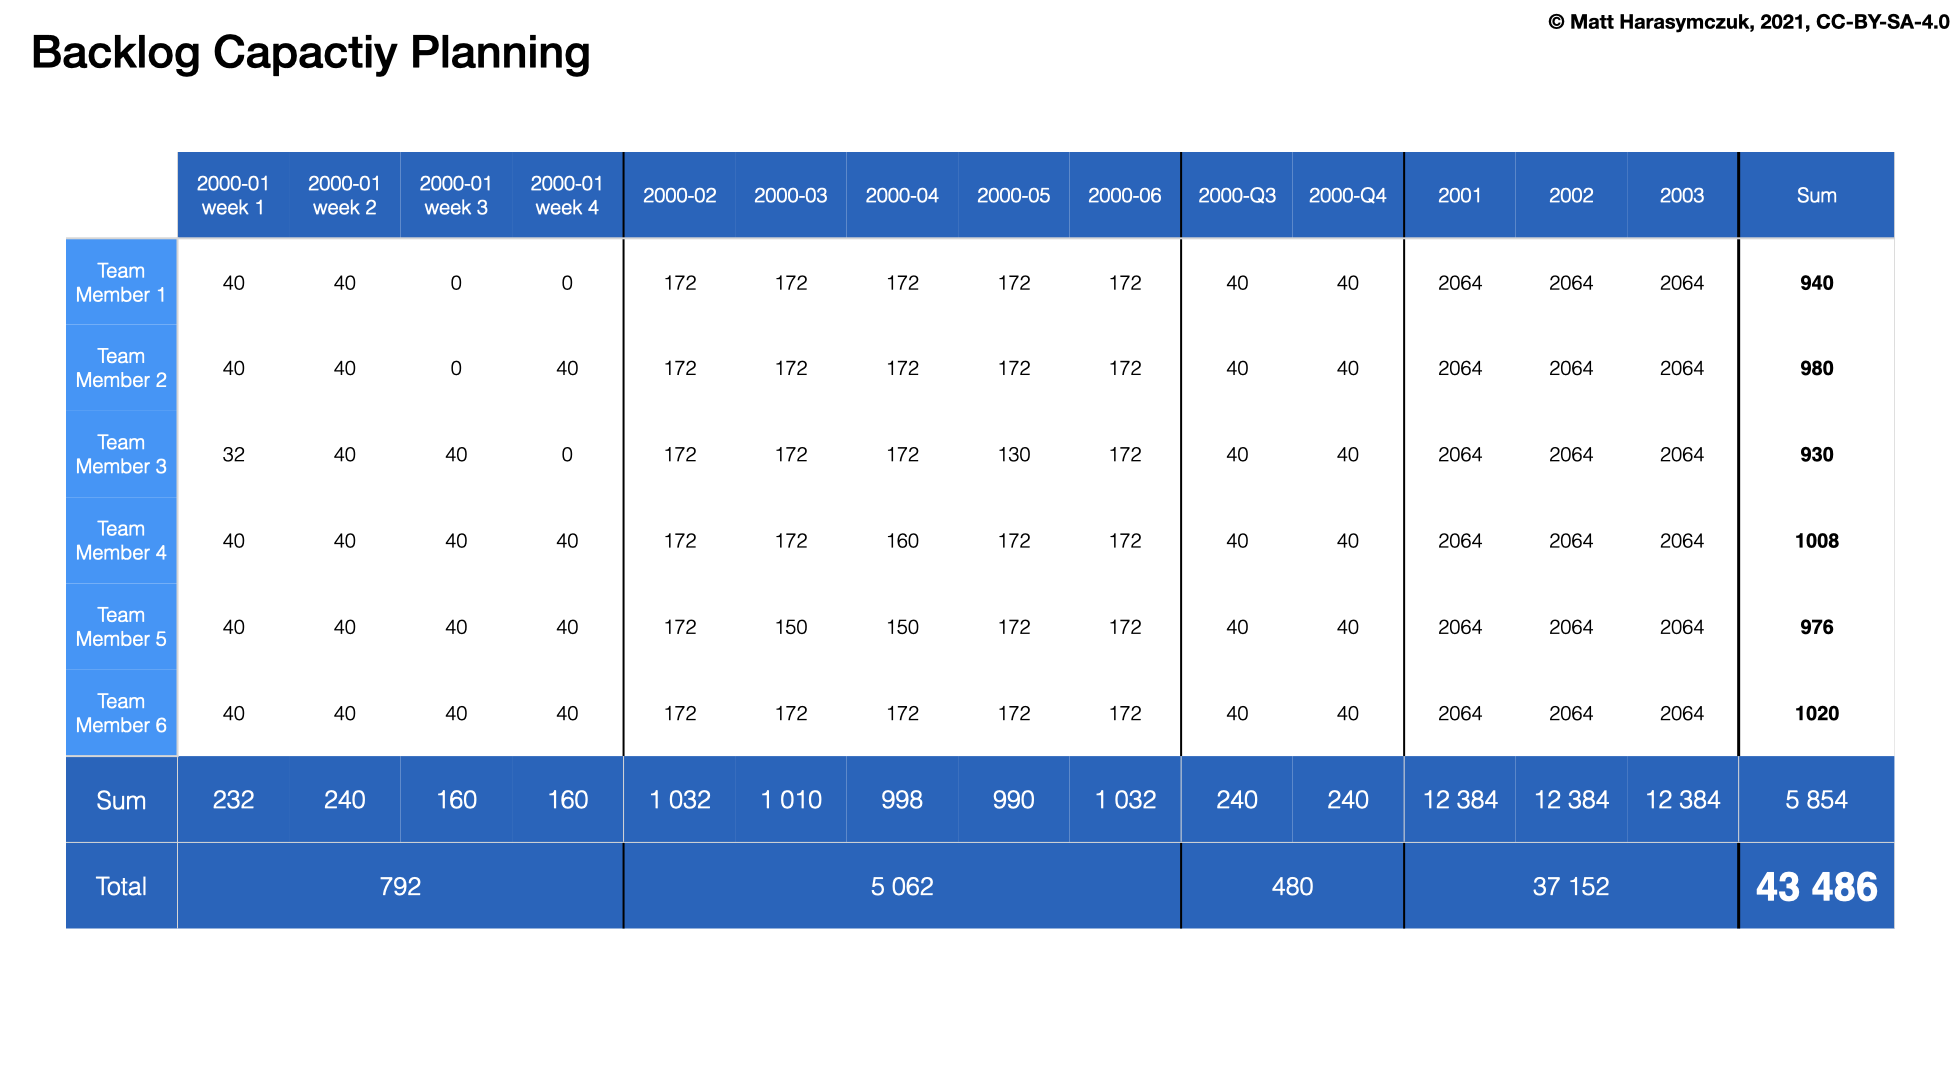 © Matt Harasymczuk, 2021, CC-BY-SA-4.0
Backlog Capactiy Planning
2000-01 week 1 2000-01 week 2 2000-01 week 3 2000-01 week 4 2000-02 2000-03 2000-04 2000-05 2000-06 2000-Q3 2000-Q4 2001 2002 2003 Sum
Team Member 1 40 40 0 0 172 172 172 172 172 40 40 2064 2064 2064 940
Team Member 2 40 40 0 40 172 172 172 172 172 40 40 2064 2064 2064 980
Team Member 3 32 40 40 0 172 172 172 130 172 40 40 2064 2064 2064 930
Team Member 4 40 40 40 40 172 172 160 172 172 40 40 2064 2064 2064 1008
Team Member 5 40 40 40 40 172 150 150 172 172 40 40 2064 2064 2064 976
Team Member 6 40 40 40 40 172 172 172 172 172 40 40 2064 2064 2064 1020
Sum 232 240 160 160 1 032 1 010 998 990 1 032 240 240 12 384 12 384 12 384 5 854
Total 792 5 062 480 37 152 43 486